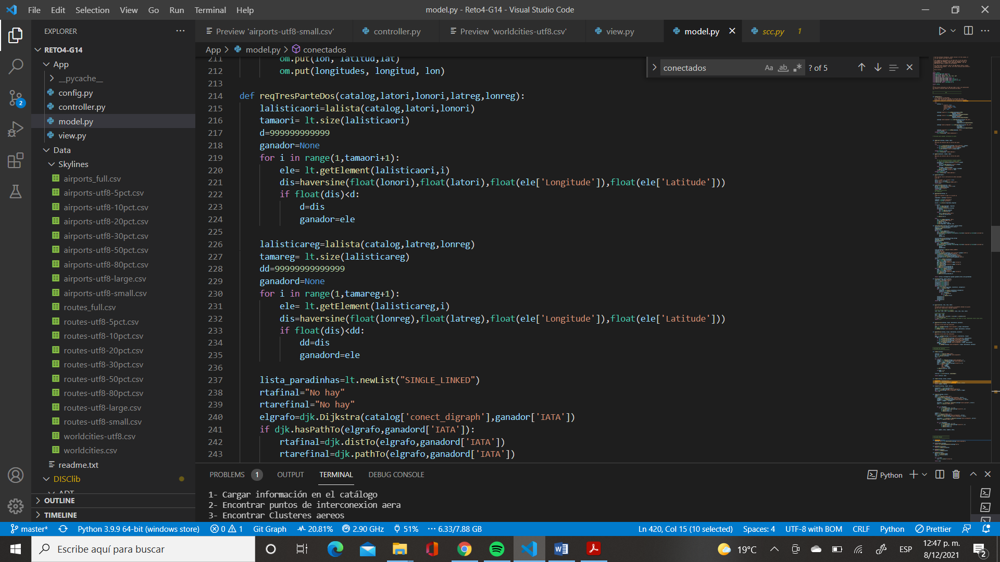 File Edit Selection View Go Run Terminal Help
model.py - Reto4-G14 - Visual Studio Code
EXPLORER
Preview 'airports-utf8-small.csv'
controller.py
Preview 'worldcities-utf8.csv'
view.py
model.py
scc.py 1
RETO4-G14
App
__pycache__
config.py
controller.py
model.py
view.py
Data
Skylines
airports_full.csv
airports-utf8-5pct.csv
airports-utf8-10pct.csv
airports-utf8-20pct.csv
airports-utf8-30pct.csv
airports-utf8-50pct.csv
airports-utf8-80pct.csv
airports-utf8-large.csv
airports-utf8-small.csv
routes_full.csv
routes-utf8-5pct.csv
routes-utf8-10pct.csv
routes-utf8-20pct.csv
routes-utf8-30pct.csv
routes-utf8-50pct.csv
routes-utf8-80pct.csv
routes-utf8-large.csv
routes-utf8-small.csv
worldcities-utf8.csv
worldcities.csv
readme.txt
DISClib
ADT
OUTLINE
TIMELINE
2
App > model.py > conectados
conectados Aa ab ? of 5
211 om.put(lon, latitud,lat)
212 om.put(longitudes, longitud, lon)
213
214 def reqTresParteDos(catalog,latori,lonori,latreg,lonreg):
215 lalisticaori=lalista(catalog,latori,lonori)
216 tamaori= lt.size(lalisticaori)
217 d=999999999999
218 ganador=None
219 for i in range(1,tamaori+1):
220 ele= lt.getElement(lalisticaori,i)
221 dis=haversine(float(lonori),float(latori),float(ele['Longitude']),float(ele['Latitude']))
222 if float(dis)<d:
223 d=dis
224 ganador=ele
225
226 lalisticareg=lalista(catalog,latreg,lonreg)
227 tamareg= lt.size(lalisticareg)
228 dd=99999999999999
229 ganadord=None
230 for i in range(1,tamareg+1):
231 ele= lt.getElement(lalisticareg,i)
232 dis=haversine(float(lonreg),float(latreg),float(ele['Longitude']),float(ele['Latitude']))
233 if float(dis)<dd:
234 dd=dis
235 ganadord=ele
236
237 lista_paradinhas=lt.newList("SINGLE_LINKED")
238 rtafinal="No hay"
239 rtarefinal="No hay"
240 elgrafo=djk.Dijkstra(catalog['conect_digraph'],ganador['IATA'])
241 if djk.hasPathTo(elgrafo,ganadord['IATA']):
242 rtafinal=djk.distTo(elgrafo,ganadord['IATA'])
243 rtarefinal=djk.pathTo(elgrafo,ganadord['IATA'])
PROBLEMS 1 OUTPUT TERMINAL DEBUG CONSOLE
Python
1- Cargar información en el catálogo
2- Encontrar puntos de interconexion aera
3- Encontrar Clusteres aereos
master* Python 3.9.9 64-bit (windows store) 0 1 Git Graph 20.81% 2.90 GHz 51% 6.33/7.88 GB
Ln 420, Col 15 (10 selected) Spaces: 4 UTF-8 with BOM CRLF Python Prettier
Escribe aquí para buscar
19°C
ESP
12:47 p. m.
8/12/2021
2